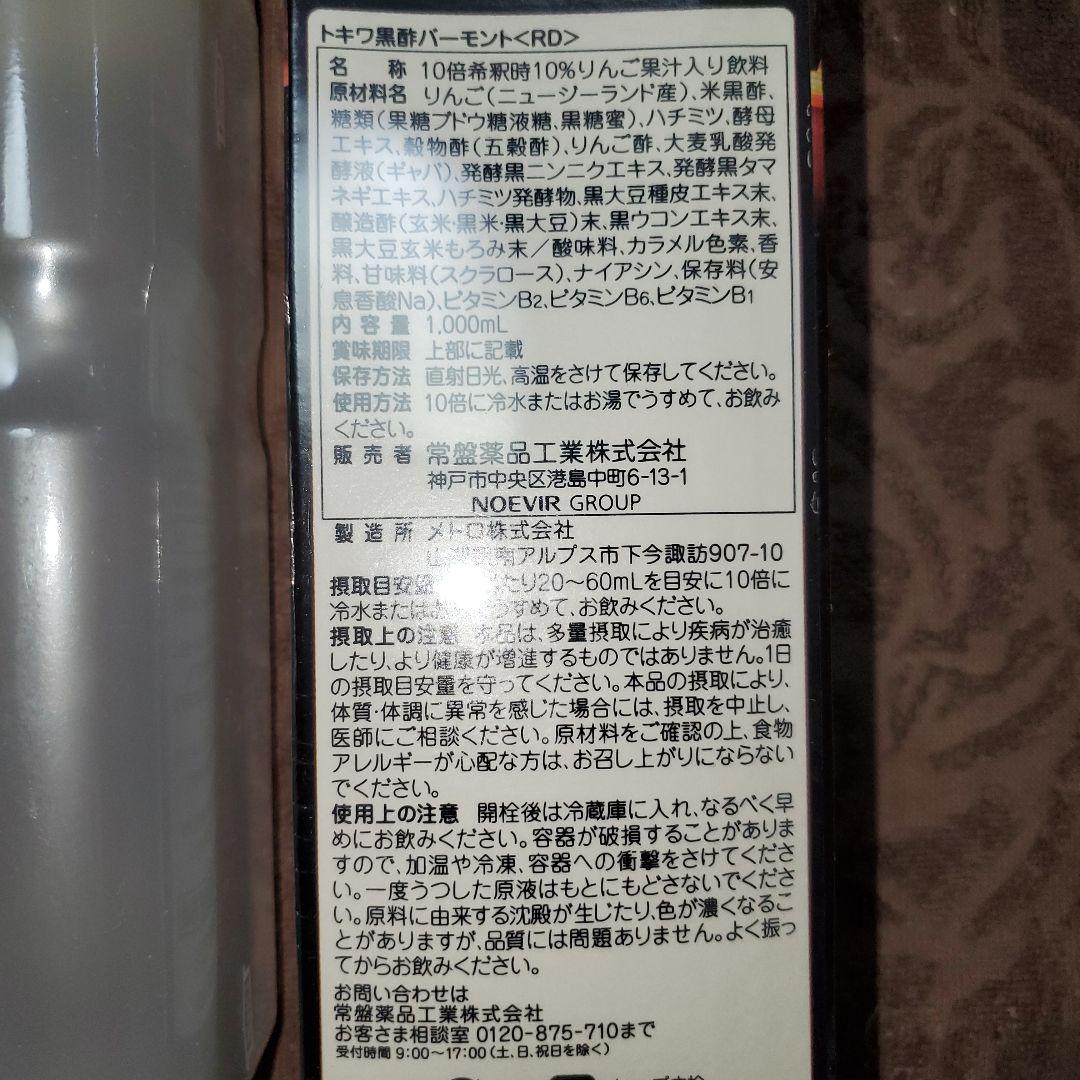 トキワ黒酢バーモント<RD>
名　称 10倍希釈時10%りんご果汁入り飲料
原材料名 りんご(ニュージーランド産)、米黒酢、
糖類(果糖ブドウ糖液糖、黒糖蜜)、ハチミツ、酵母
エキス、穀物酢(五穀酢)、りんご酢、大麦乳酸発
酵液(ギャバ)、発酵黒ニンニクエキス、発酵黒タマ
ネギエキス、ハチミツ発酵物、黒大豆種皮エキス末、
醸造酢(玄米・黒米・黒大豆)末、黒ウコンエキス末、
黒大豆玄米もろみ末/酸味料、カラメル色素、香
料、甘味料(スクラロース)、ナイアシン、保存料(安
息香酸Na)、ビタミンB2、ビタミンB6、ビタミンB1
内容量 1,000mL
賞味期限 上部に記載
保存方法 直射日光、高温をさけて保存してください。
使用方法 10倍に冷水またはお湯でうすめて、お飲み
ください。
販売者 常盤薬品工業株式会社
神戸市中央区港島中町6-13-1
NOEVIR GROUP
製造所 メトロ株式会社
アルプス市下今諏訪907-10
摂取目安 たり20〜60mLを目安に10倍に
冷水または うすめて、お飲みください。
摂取上の注意 本品は、多量摂取により疾病が治癒
したり、より健康が増進するものではありません。1日
の摂取目安量を守ってください。本品の摂取により、
体質・体調に異常を感じた場合には、摂取を中止し、
医師にご相談ください。原材料をご確認の上、食物
アレルギーが心配な方は、お召し上がりにならない
でください。
使用上の注意 開栓後は冷蔵庫に入れ、なるべく早
めにお飲みください。容器が破損することがありま
すので、加温や冷凍、容器への衝撃をさけてくださ
い。一度うつした原液はもとにもどさないでくださ
い。原料に由来する沈殿が生じたり、色が濃くなるこ
とがありますが、品質には問題ありません。よく振っ
てからお飲みください。
お問い合わせは
常盤薬品工業株式会社
お客さま相談室 0120-875-710まで
受付時間 9:00〜17:00(土、日、祝日を除く)